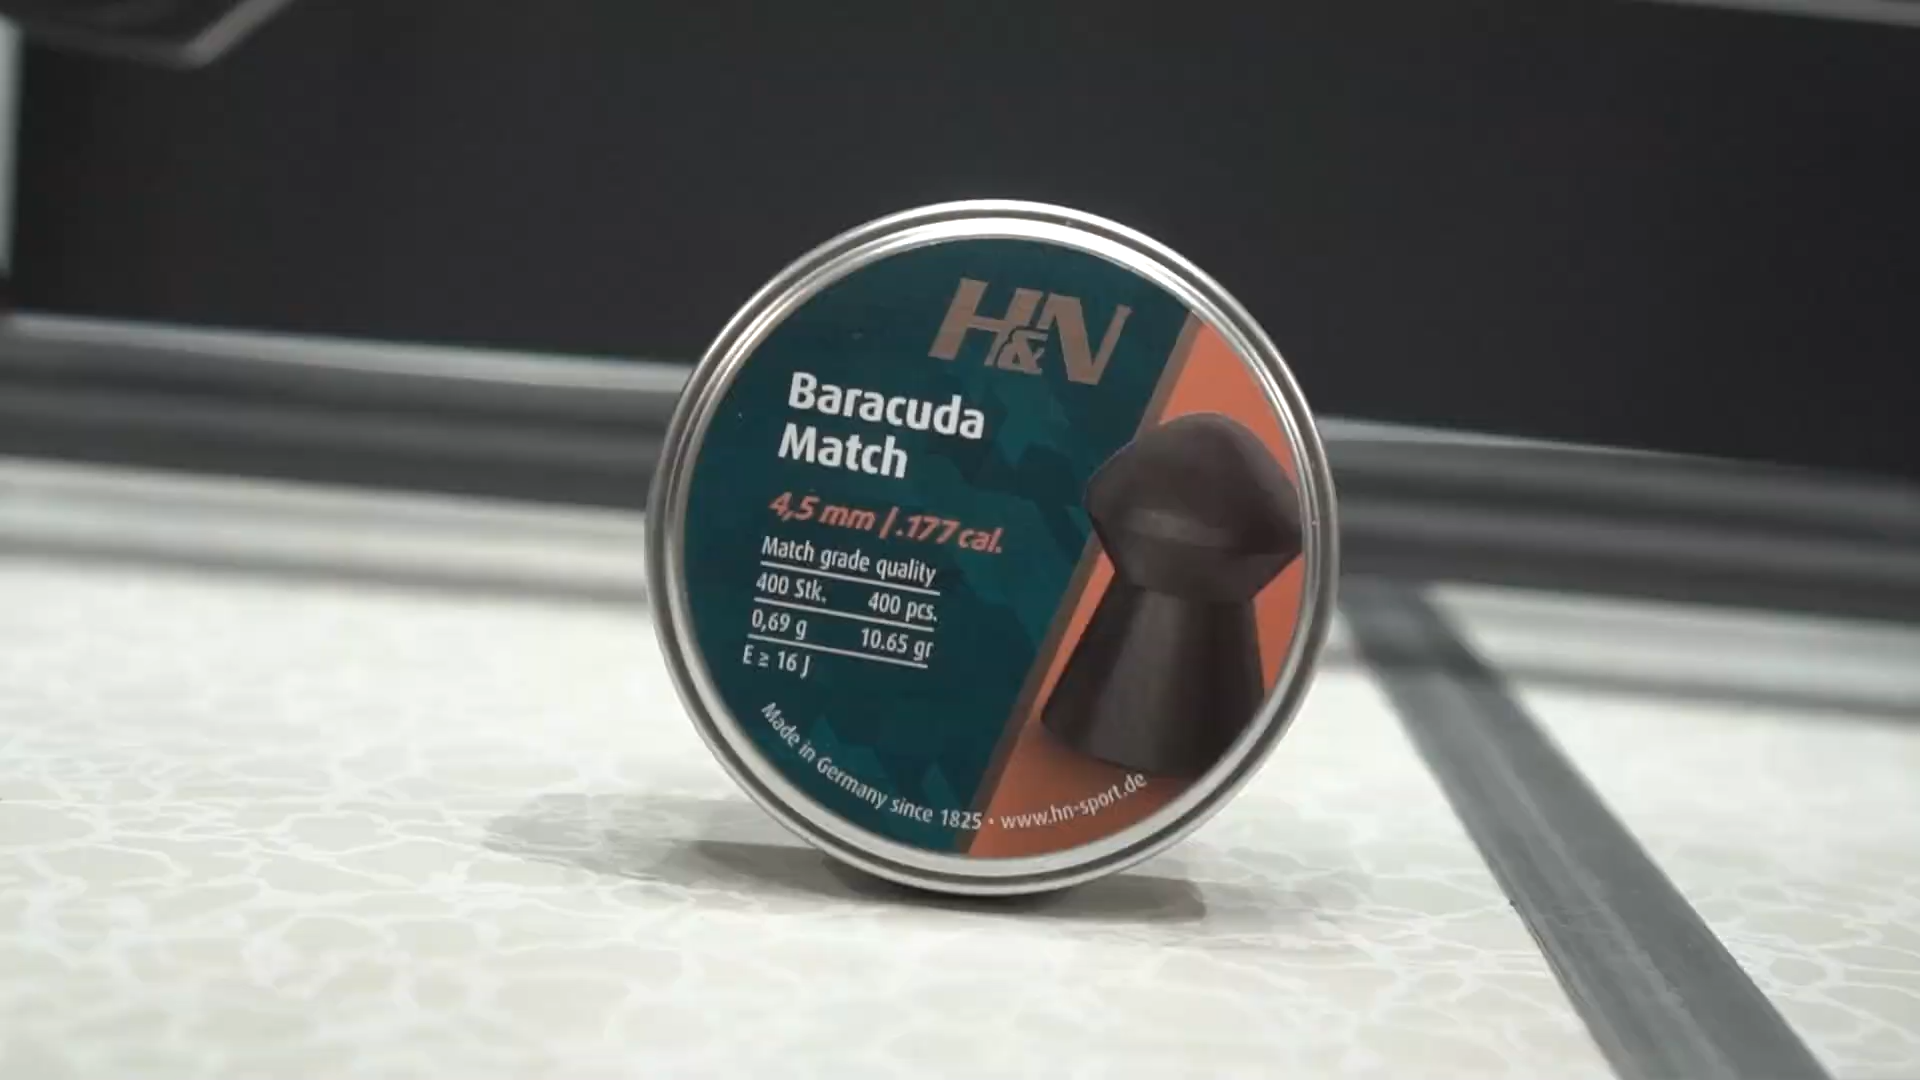 H&N
Baracuda
Match
4,5 mm | .177 cal.
Match grade quality
400 Stk. 400 pcs.
0,69 g 10.65 gr
E ≥ 16 J
Made in Germany since 1825 • www.hn-sport.de